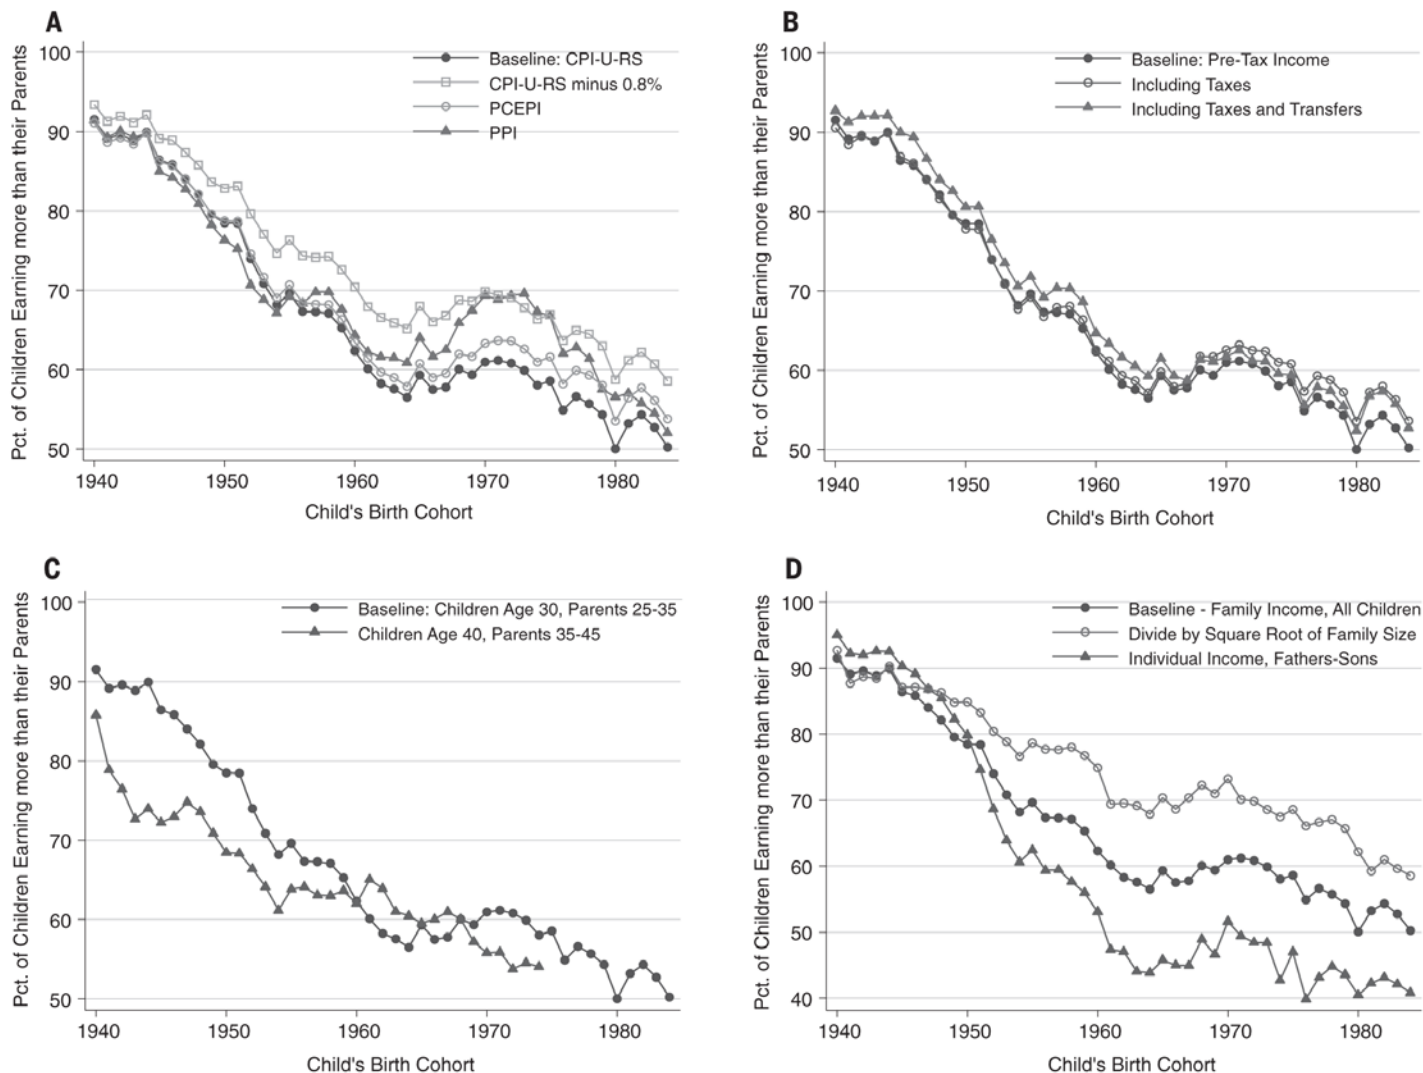 A
Pct. of Children Earning more than their Parents
100
90
80
70
60
50
1940
1950
1960
1970
1980
Child's Birth Cohort
Baseline: CPI-U-RS
CPI-U-RS minus 0.8%
PCEPI
PPI
B
Pct. of Children Earning more than their Parents
100
90
80
70
60
50
1940
1950
1960
1970
1980
Child's Birth Cohort
Baseline: Pre-Tax Income
Including Taxes
Including Taxes and Transfers
C
Pct. of Children Earning more than their Parents
100
90
80
70
60
50
1940
1950
1960
1970
1980
Child's Birth Cohort
Baseline: Children Age 30, Parents 25-35
Children Age 40, Parents 35-45
D
Pct. of Children Earning more than their Parents
100
90
80
70
60
50
40
1940
1950
1960
1970
1980
Child's Birth Cohort
Baseline - Family Income, All Children
Divide by Square Root of Family Size
Individual Income, Fathers-Sons